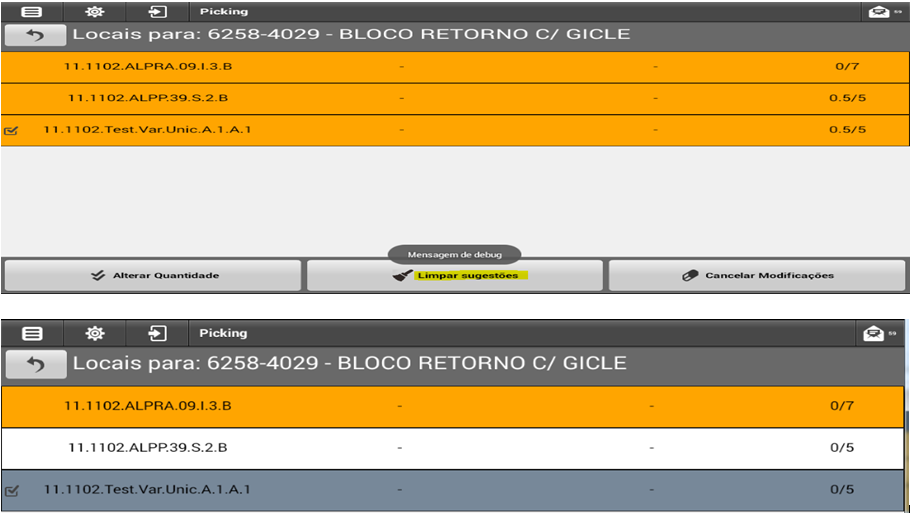 Picking
Locais para: 6258-4029 - BLOCO RETORNO C/ GICLE
11.1102.ALPRA.09.I.3.B - - 0/7
11.1102.ALPP.39.S.2.B - - 0.5/5
11.1102.Test.Var.Unic.A.1.A.1 - - 0.5/5
Mensagem de debug
Alterar Quantidade Limpar sugestões Cancelar Modificações
Picking
Locais para: 6258-4029 - BLOCO RETORNO C/ GICLE
11.1102.ALPRA.09.I.3.B - - 0/7
11.1102.ALPP.39.S.2.B - - 0/5
11.1102.Test.Var.Unic.A.1.A.1 - - 0/5